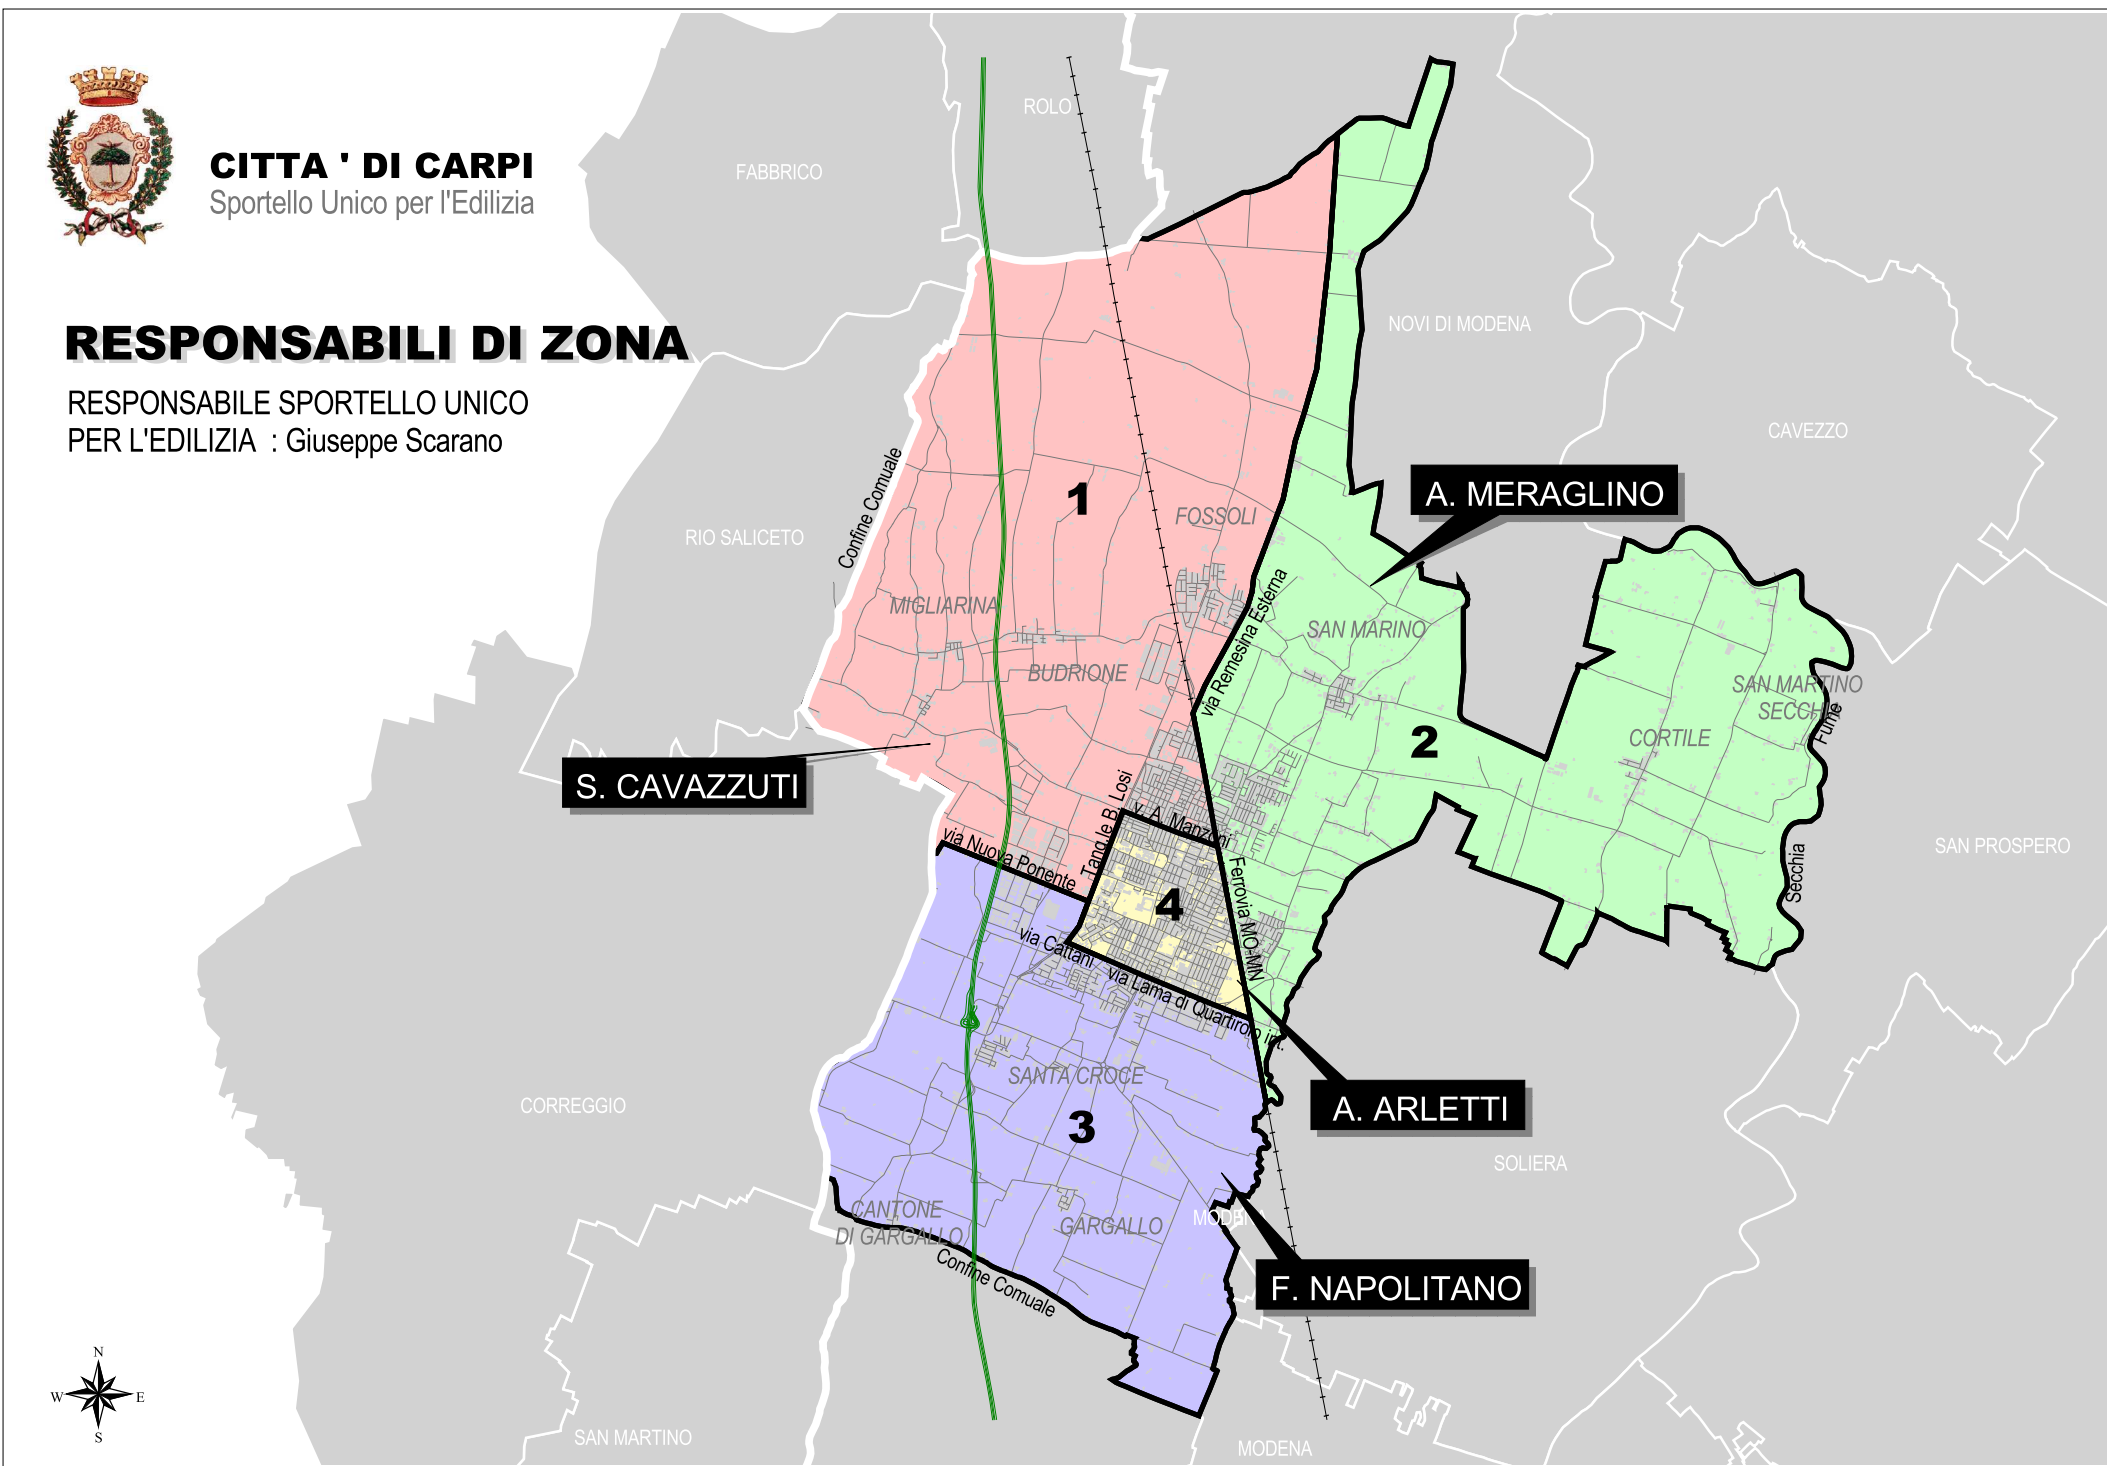 CITTA ' DI CARPI
Sportello Unico per l'Edilizia
RESPONSABILI DI ZONA
RESPONSABILE SPORTELLO UNICO
PER L'EDILIZIA : Giuseppe Scarano
ROLO
FABBRICO
NOVI DI MODENA
CAVEZZO
RIO SALICETO
Confine Comuale
1
FOSSOLI
A. MERAGLINO
MIGLIARINA
BUDRIONE
via Remesina Esterna
SAN MARINO
2
CORTILE
SAN MARTINO
SECCH
Fiume
Secchia
SAN PROSPERO
S. CAVAZZUTI
Tang.le B. Losi
v. A. Manzoni
via Nuova Ponente
4
Ferrovia MO-MN
via Cattani
via Lama di Quartirolo int.
SANTA CROCE
3
A. ARLETTI
CORREGGIO
SOLIERA
CANTONE
DI GARGALLO
GARGALLO
MODENA
Confine Comuale
F. NAPOLITANO
N
W
E
S
SAN MARTINO
MODENA